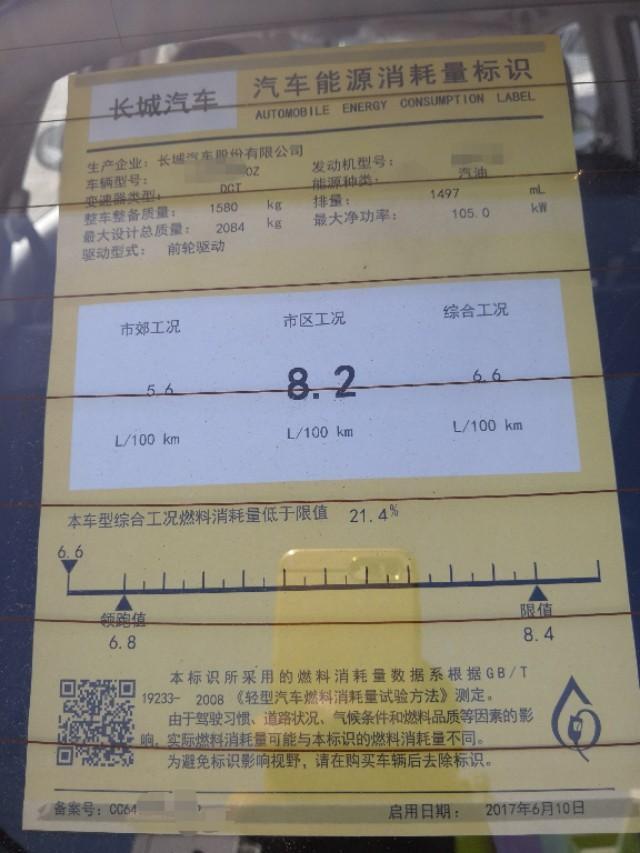 长城汽车
汽车能源消耗量标识
AUTOMOBILE ENERGY CONSUMPTION LABEL
生产企业：长城汽车股份有限公司
车辆型号： 0Z 发动机型号：
变速器类型： DCT 能源种类： 汽油
整车整备质量： 1580 kg 排量： 1497 mL
最大设计总质量： 2084 kg 最大净功率： 105.0 kW
驱动型式： 前轮驱动
市郊工况 市区工况 综合工况
5.6 8.2 6.6
L/100 km L/100 km L/100 km
本车型综合工况燃料消耗量低于限值 21.4%
6.6
领跑值 限值
6.8 8.4
本标识所采用的燃料消耗量数据系根据GB/T
19233- 2008 《轻型汽车燃料消耗量试验方法》测定。
由于驾驶习惯、道路状况、气候条件和燃料品质等因素的影
响，实际燃料消耗量可能与本标识的燃料消耗量不同。
为避免标识影响视野，请在购买车辆后去除标识。
备案号：CC64 启用日期： 2017年6月10日